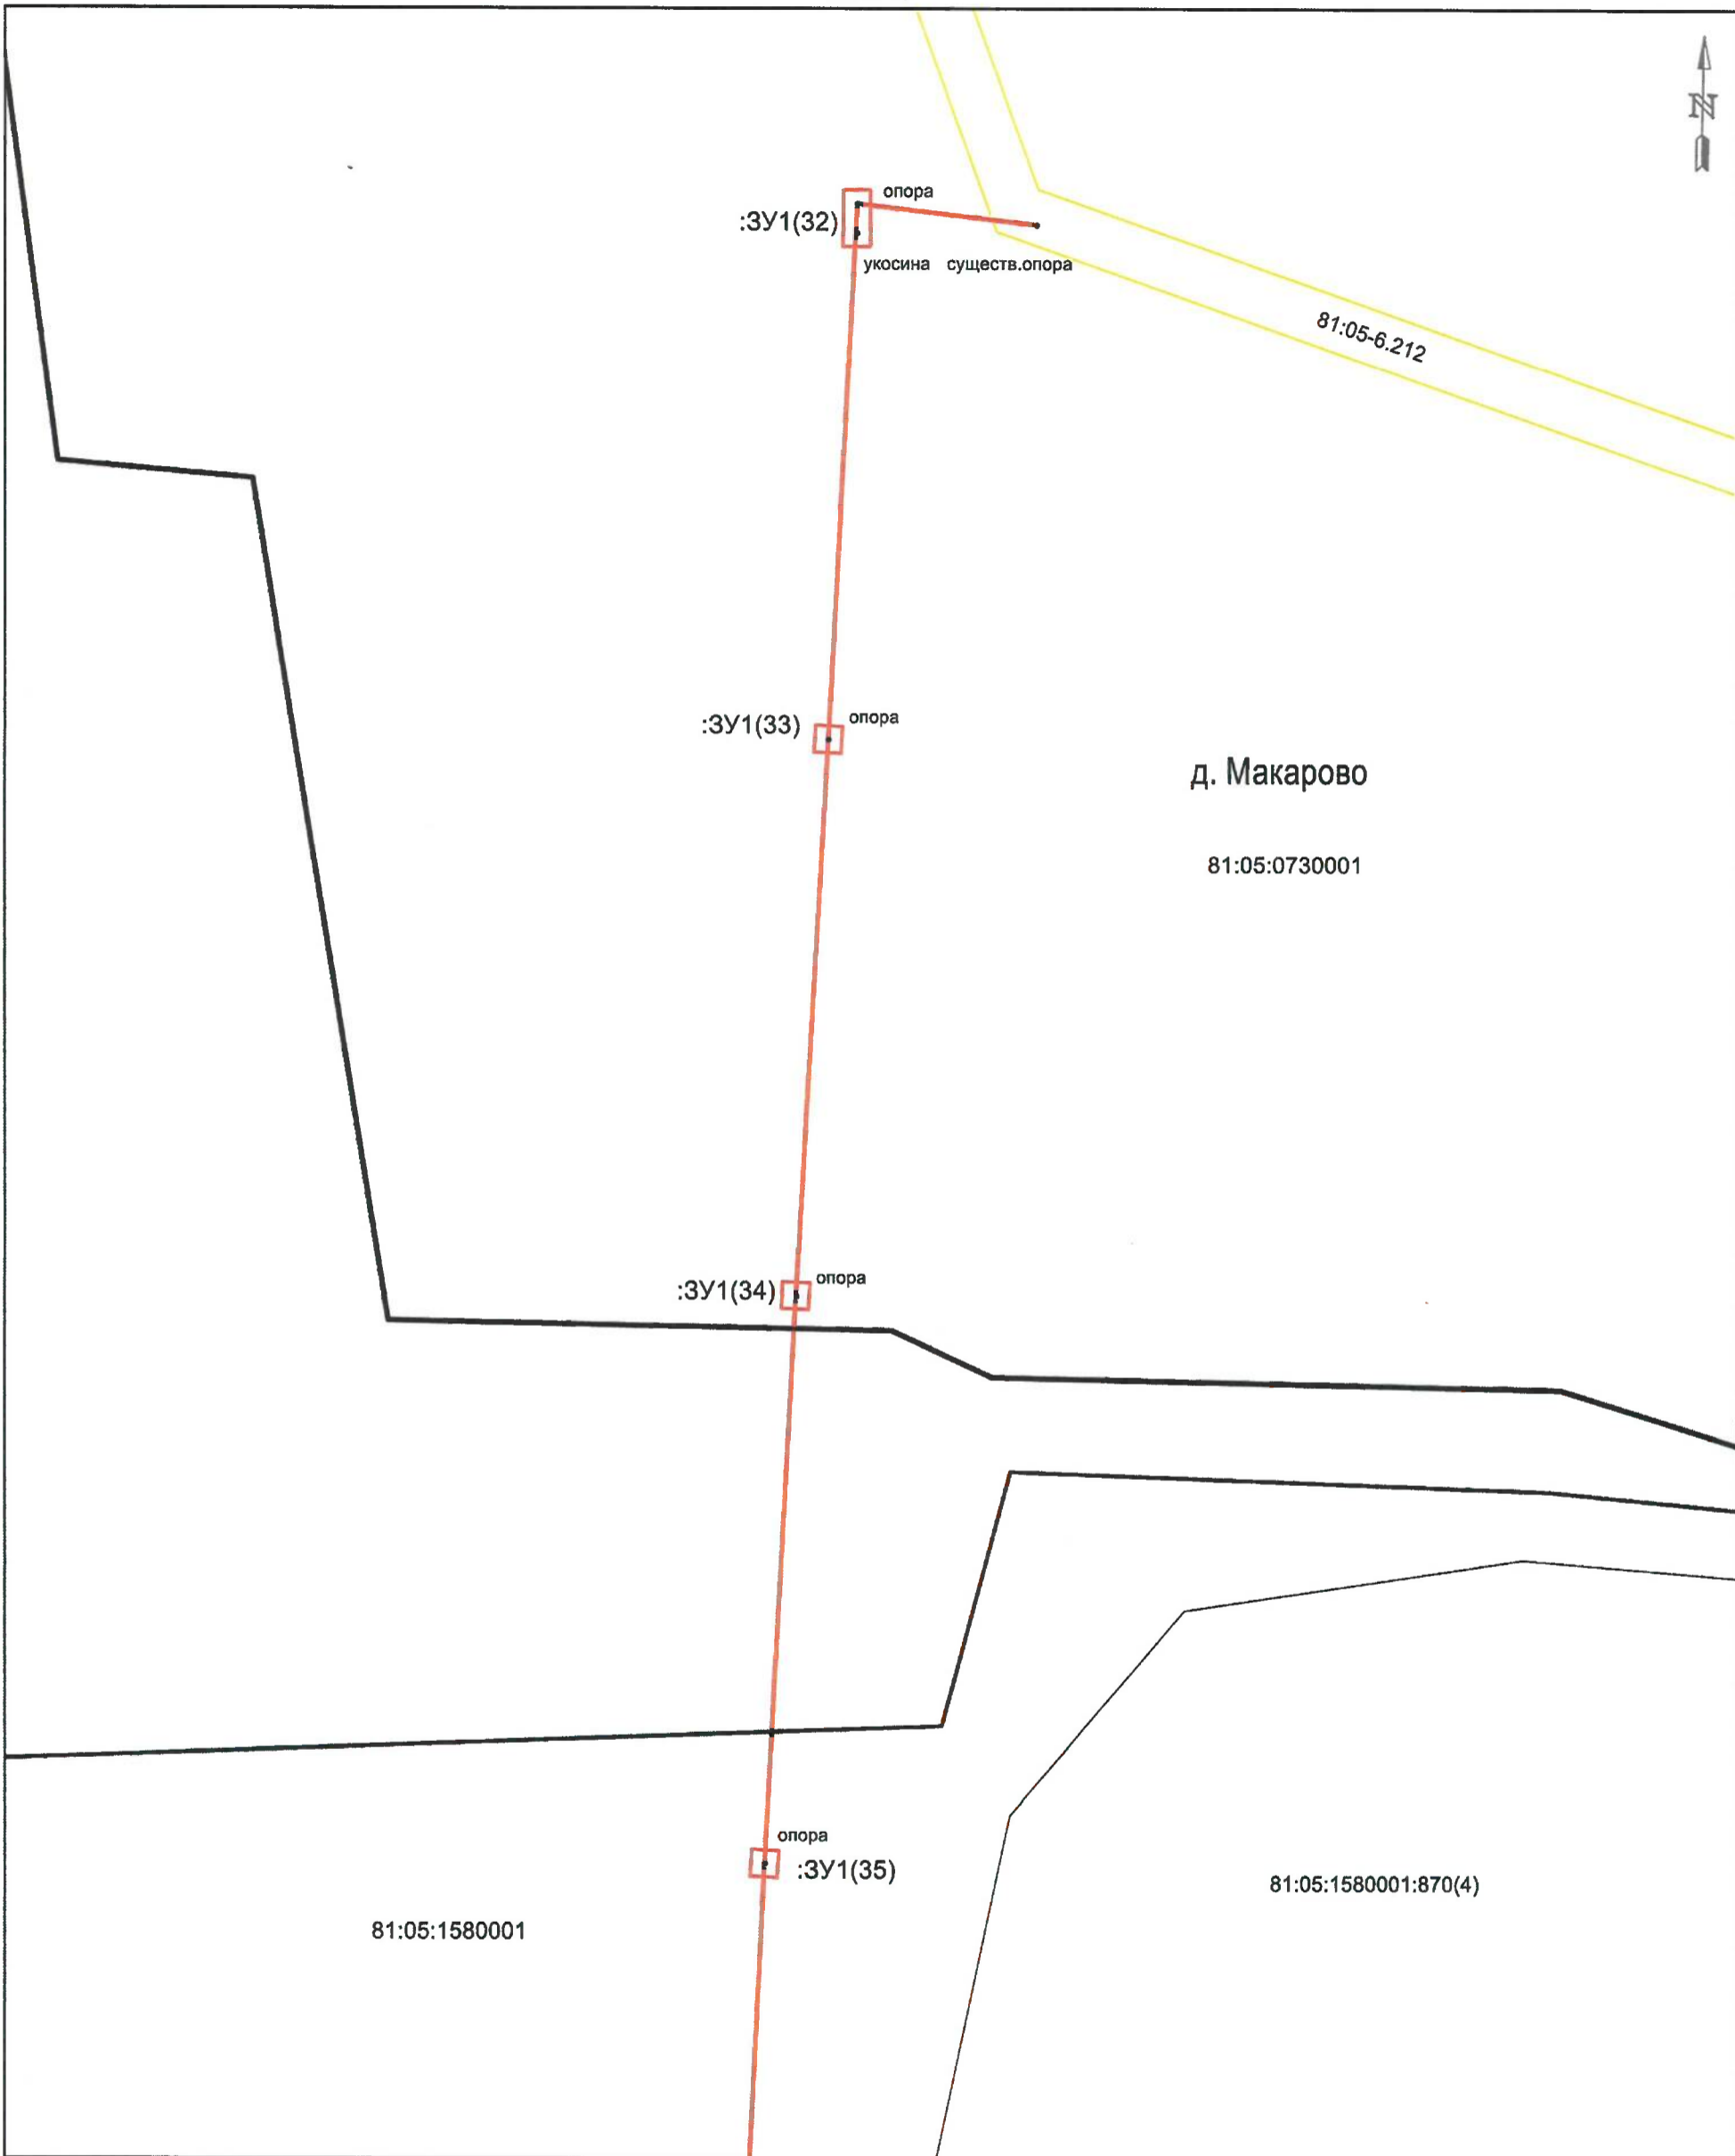 N
опора
:ЗУ1(32)
укосина существ.опора
81:05-6.212
:ЗУ1(33)
опора
д. Макарово
81:05:0730001
:ЗУ1(34)
опора
опора
:ЗУ1(35)
81:05:1580001:870(4)
81:05:1580001